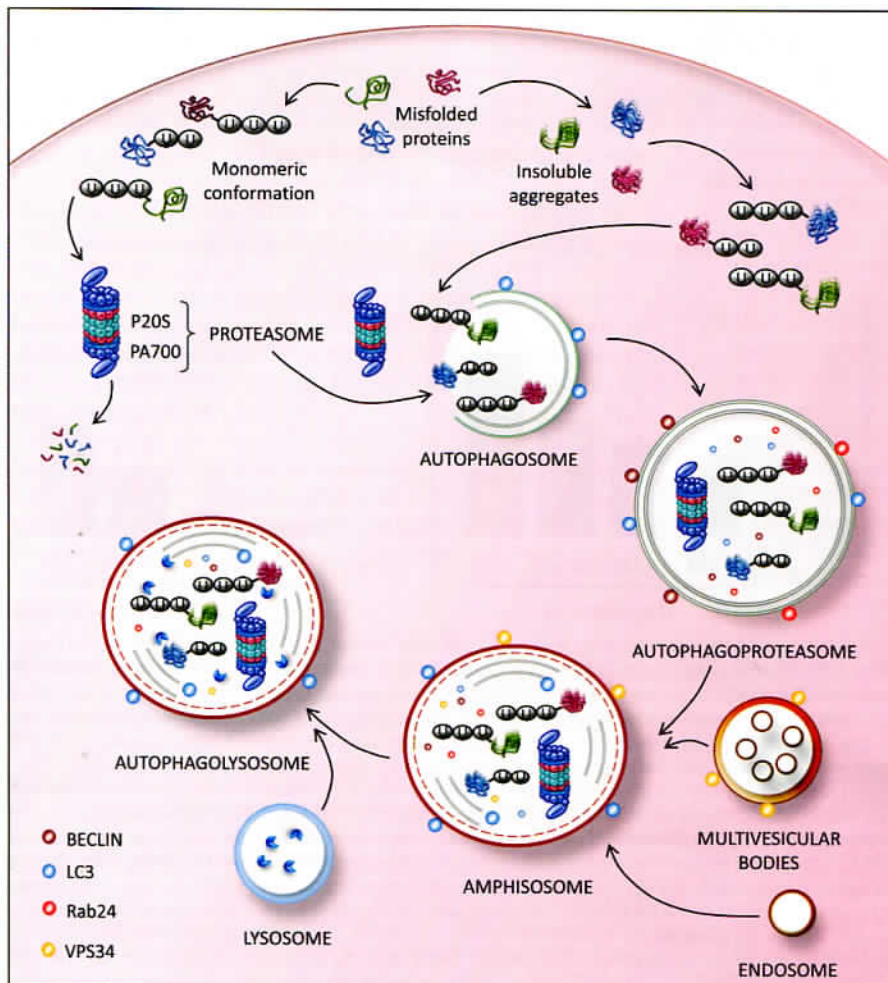 Misfolded
proteins
Monomeric
conformation
Insoluble
aggregates
U U
U U U
U U U
U U U
U U
U U U
P20S
PA700
PROTEASOME
U U U
U U
U U U
AUTOPHAGOSOME
U U U
U U U
U U
AUTOPHAGOPROTEASOME
U U U
U U U
U U
AUTOPHAGOLYSOSOME
U U U
U U U
U U
AMPHISOSOME
MULTIVESICULAR
BODIES
BECLIN
LC3
Rab24
VPS34
LYSOSOME
ENDOSOME